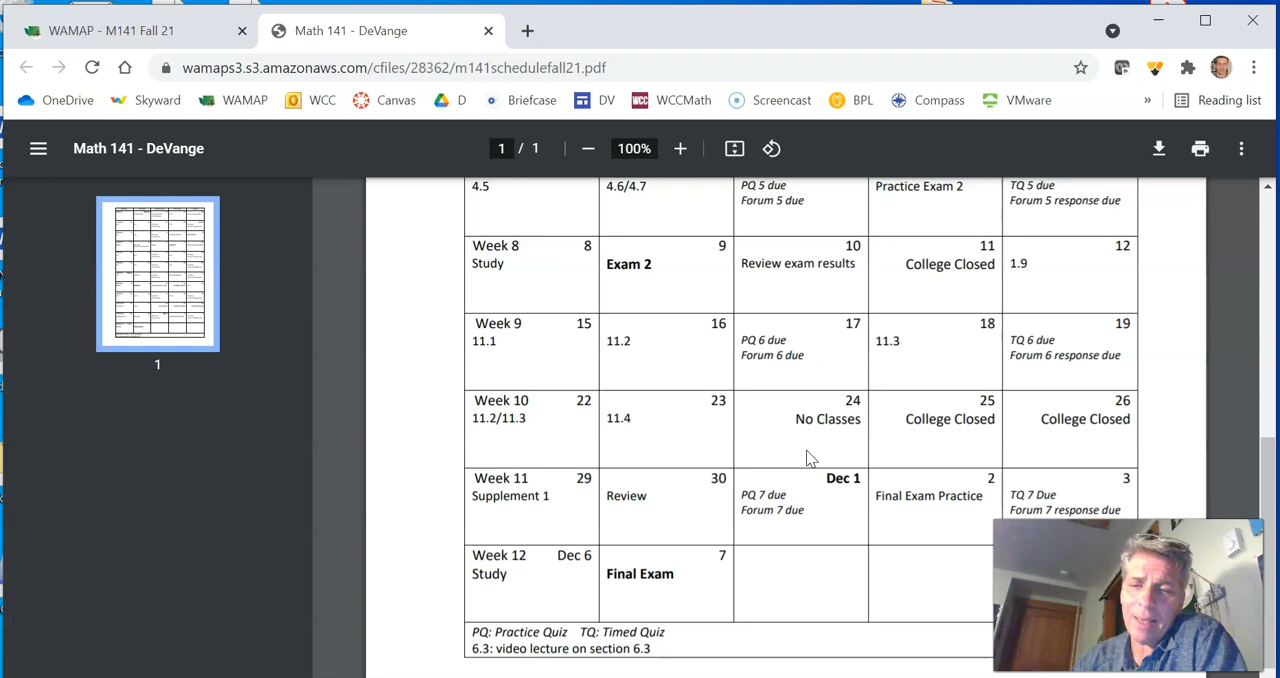 WAMAP - M141 Fall 21
Math 141 - DeVange
wamaps3.s3.amazonaws.com/cfiles/28362/m141schedulefall21.pdf
OneDrive Skyward WAMAP WCC Canvas D Briefcase DV WCCMath Screencast BPL Compass VMware » Reading list
Math 141 - DeVange
1 / 1
100%
1
4.5
4.6/4.7
PQ 5 due
Forum 5 due
Practice Exam 2
TQ 5 due
Forum 5 response due
Week 8 8
Study
9
Exam 2
10
Review exam results
11
College Closed
12
1.9
Week 9 15
11.1
16
11.2
17
PQ 6 due
Forum 6 due
18
11.3
19
TQ 6 due
Forum 6 response due
Week 10 22
11.2/11.3
23
11.4
24
No Classes
25
College Closed
26
College Closed
Week 11 29
Supplement 1
30
Review
Dec 1
PQ 7 due
Forum 7 due
2
Final Exam Practice
3
TQ 7 Due
Forum 7 response due
Week 12 Dec 6
Study
7
Final Exam
PQ: Practice Quiz TQ: Timed Quiz
6.3: video lecture on section 6.3